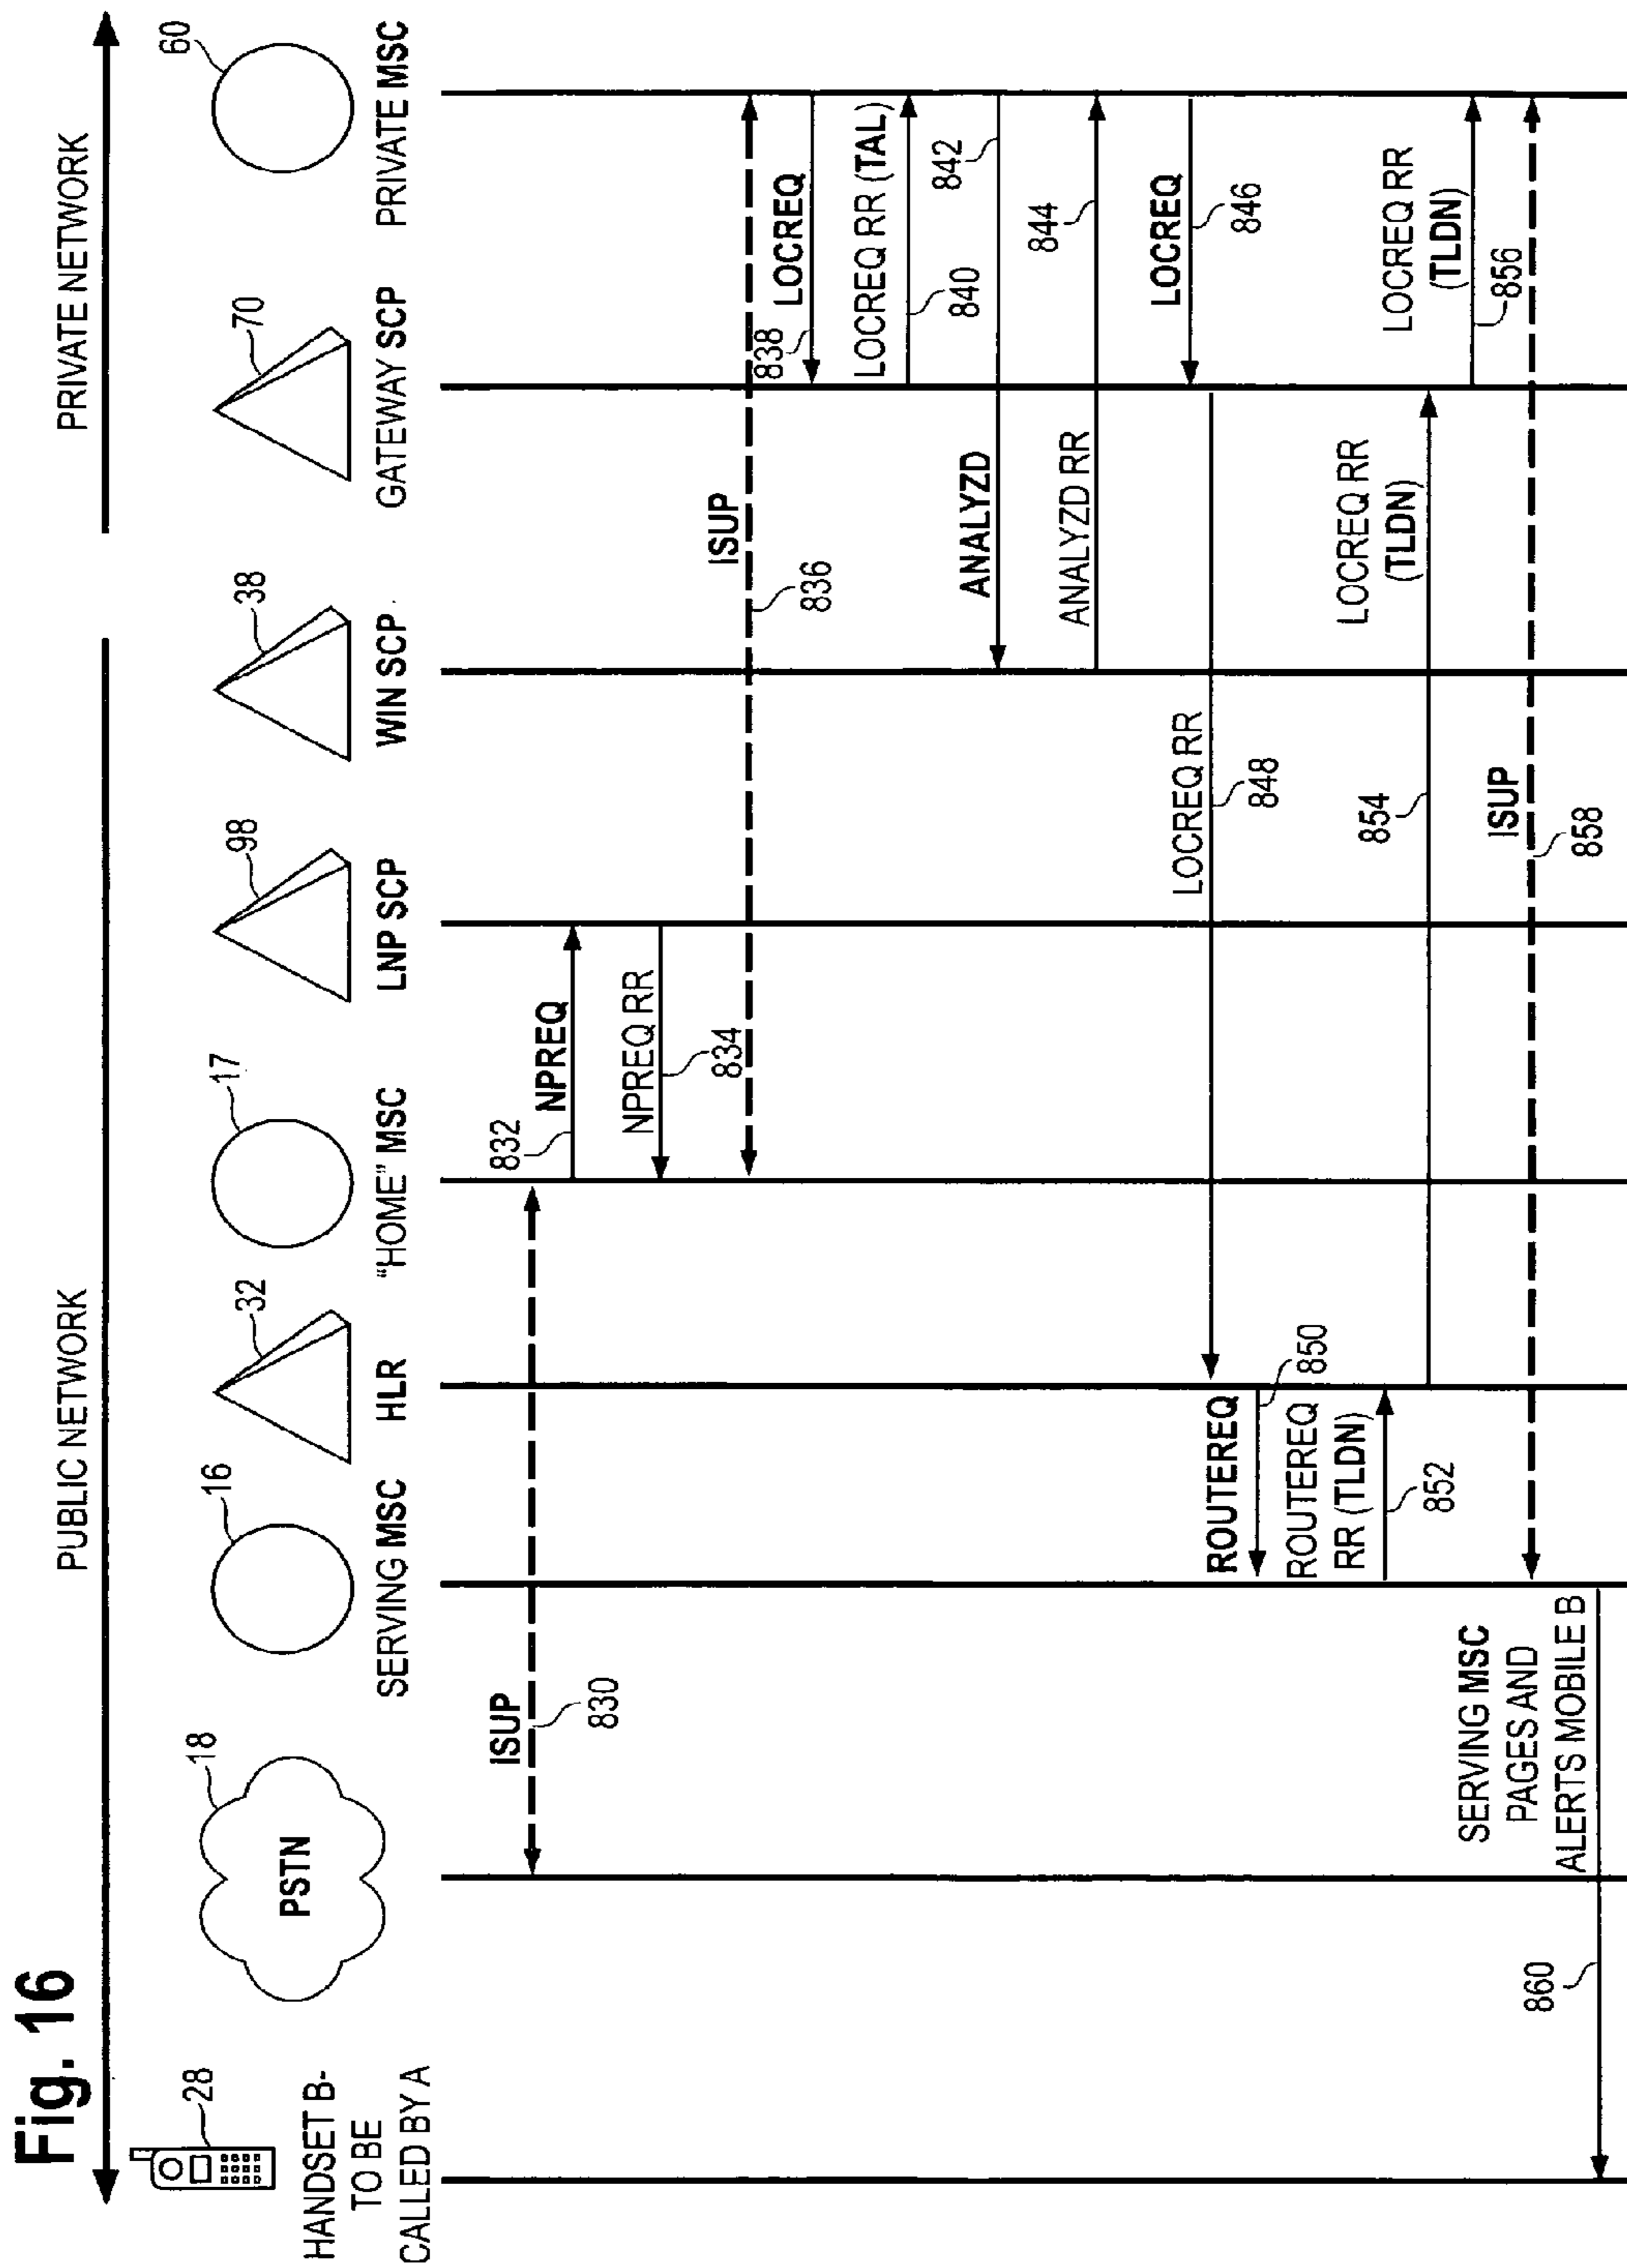 Fig. 16
PUBLIC NETWORK
PRIVATE NETWORK
28
HANDSET B-
TO BE
CALLED BY A
18
PSTN
16
SERVING MSC
32
HLR
17
"HOME" MSC
98
LNP SCP
38
WIN SCP
70
GATEWAY SCP
60
PRIVATE MSC
ISUP
830
832
NPREQ
NPREQ RR
834
ISUP
836
838
LOCREQ
LOCREQ RR (TAL)
840
842
ANALYZD
844
ANALYZD RR
LOCREQ
846
LOCREQ RR
848
ROUTEREQ
850
ROUTEREQ
RR (TLDN)
852
854
LOCREQ RR
(TLDN)
LOCREQ RR
(TLDN)
856
ISUP
858
SERVING MSC
PAGES AND
ALERTS MOBILE B
860